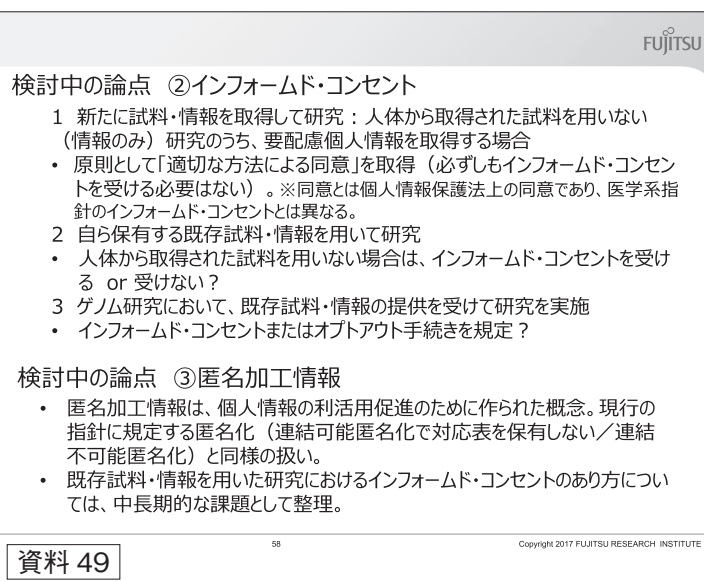 FUJITSU
検討中の論点 ②インフォームド・コンセント
1 新たに試料・情報を取得して研究：人体から取得された試料を用いない
（情報のみ）研究のうち、要配慮個人情報を取得する場合
• 原則として「適切な方法による同意」を取得（必ずしもインフォームド・コンセン
トを受ける必要はない）。※同意とは個人情報保護法上の同意であり、医学系指
針のインフォームド・コンセントとは異なる。
2 自ら保有する既存試料・情報を用いて研究
• 人体から取得された試料を用いない場合は、インフォームド・コンセントを受け
る or 受けない？
3 ゲノム研究において、既存試料・情報の提供を受けて研究を実施
• インフォームド・コンセントまたはオプトアウト手続きを規定？
検討中の論点 ③匿名加工情報
• 匿名加工情報は、個人情報の利活用促進のために作られた概念。現行の
指針に規定する匿名化（連結可能匿名化で対応表を保有しない／連結
不可能匿名化）と同様の扱い。
• 既存試料・情報を用いた研究におけるインフォームド・コンセントのあり方につい
ては、中長期的な課題として整理。
58
Copyright 2017 FUJITSU RESEARCH INSTITUTE
資料 49